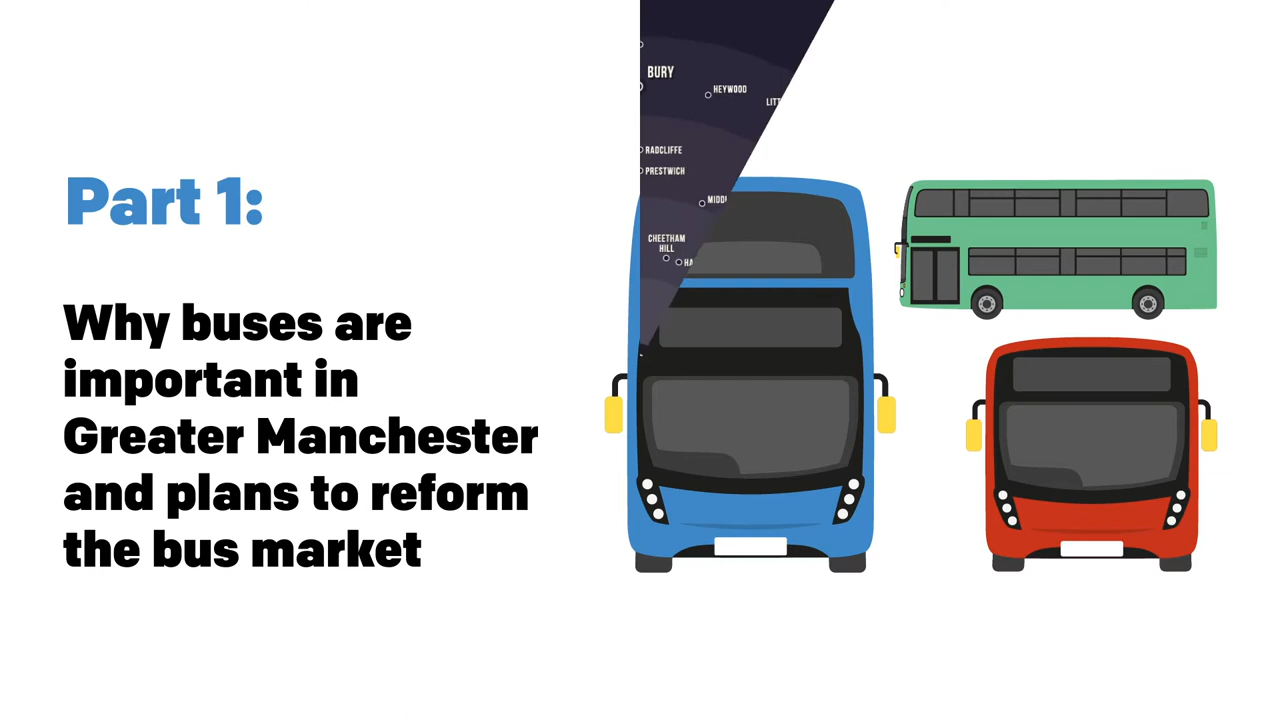 Part 1:
Why buses are
important in
Greater Manchester
and plans to reform
the bus market
BURY
HEYWOOD
RADCLIFFE
PRESTWICH
CHEETHAM
HILL